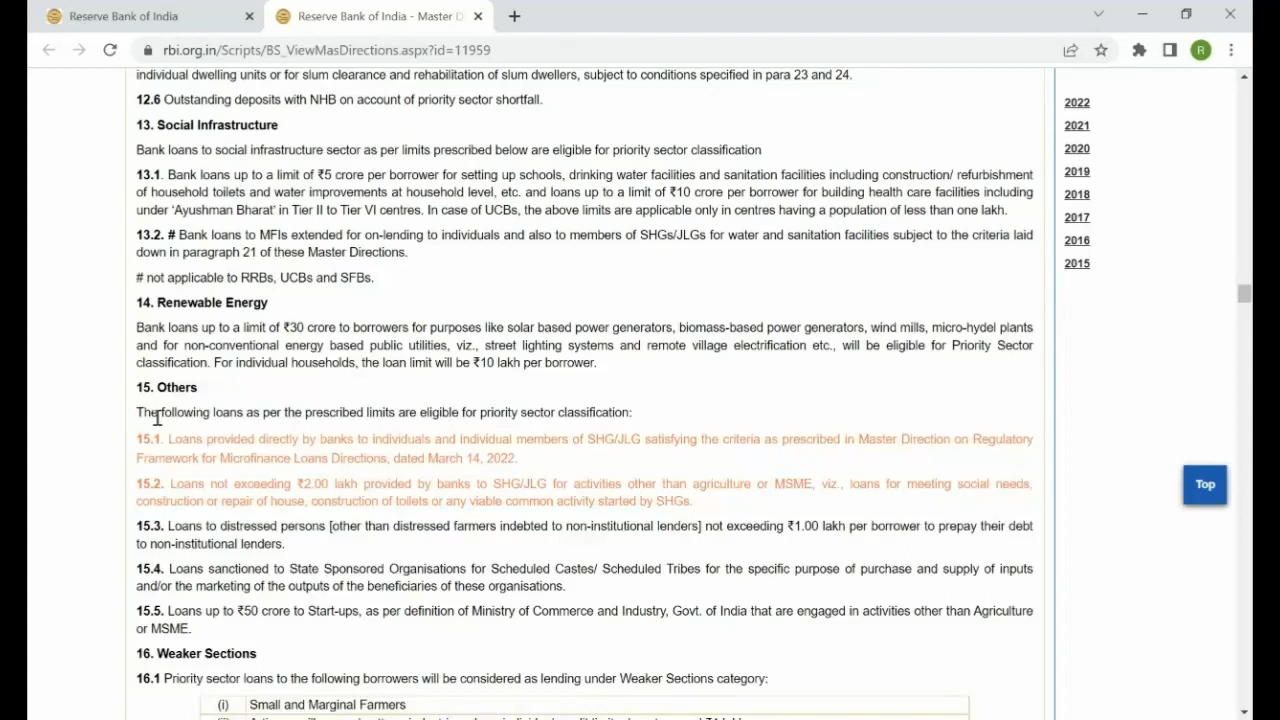 Reserve Bank of India
Reserve Bank of India - Master D
rbi.org.in/Scripts/BS_ViewMasDirections.aspx?id=11959
R
individual dwelling units or for slum clearance and rehabilitation of slum dwellers, subject to conditions specified in para 23 and 24.
12.6 Outstanding deposits with NHB on account of priority sector shortfall.
13. Social Infrastructure
Bank loans to social infrastructure sector as per limits prescribed below are eligible for priority sector classification
13.1. Bank loans up to a limit of ₹5 crore per borrower for setting up schools, drinking water facilities and sanitation facilities including construction/ refurbishment
of household toilets and water improvements at household level, etc. and loans up to a limit of ₹10 crore per borrower for building health care facilities including
under 'Ayushman Bharat' in Tier II to Tier VI centres. In case of UCBs, the above limits are applicable only in centres having a population of less than one lakh.
13.2. # Bank loans to MFIs extended for on-lending to individuals and also to members of SHGs/JLGs for water and sanitation facilities subject to the criteria laid
down in paragraph 21 of these Master Directions.
# not applicable to RRBs, UCBs and SFBs.
14. Renewable Energy
Bank loans up to a limit of ₹30 crore to borrowers for purposes like solar based power generators, biomass-based power generators, wind mills, micro-hydel plants
and for non-conventional energy based public utilities, viz., street lighting systems and remote village electrification etc., will be eligible for Priority Sector
classification. For individual households, the loan limit will be ₹10 lakh per borrower.
15. Others
The following loans as per the prescribed limits are eligible for priority sector classification:
15.1. Loans provided directly by banks to individuals and individual members of SHG/JLG satisfying the criteria as prescribed in Master Direction on Regulatory
Framework for Microfinance Loans Directions, dated March 14, 2022.
15.2. Loans not exceeding ₹2.00 lakh provided by banks to SHG/JLG for activities other than agriculture or MSME, viz., loans for meeting social needs,
construction or repair of house, construction of toilets or any viable common activity started by SHGs.
15.3. Loans to distressed persons [other than distressed farmers indebted to non-institutional lenders] not exceeding ₹1.00 lakh per borrower to prepay their debt
to non-institutional lenders.
15.4. Loans sanctioned to State Sponsored Organisations for Scheduled Castes/ Scheduled Tribes for the specific purpose of purchase and supply of inputs
and/or the marketing of the outputs of the beneficiaries of these organisations.
15.5. Loans up to ₹50 crore to Start-ups, as per definition of Ministry of Commerce and Industry, Govt. of India that are engaged in activities other than Agriculture
or MSME.
16. Weaker Sections
16.1 Priority sector loans to the following borrowers will be considered as lending under Weaker Sections category:
(i) Small and Marginal Farmers
2022
2021
2020
2019
2018
2017
2016
2015
Top